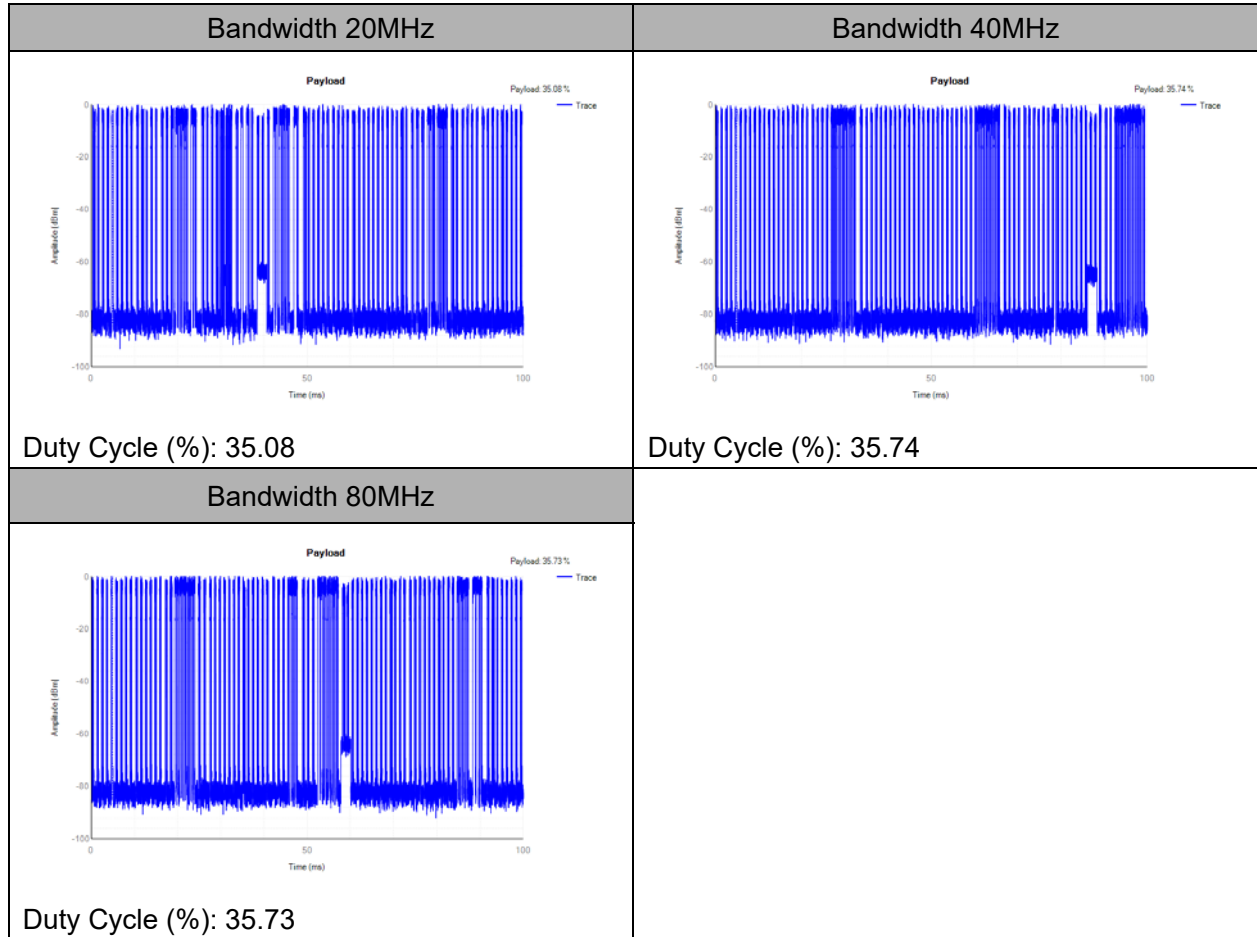 Bandwidth 20MHz
Bandwidth 40MHz
Payload
Payload: 35.08 %
Trace
0
-20
-40
-60
-80
-100
Amplitude [dBm]
0
50
100
Time (ms)
Duty Cycle (%): 35.08
Payload
Payload: 35.74 %
Trace
0
-20
-40
-60
-80
-100
Amplitude [dBm]
0
50
100
Time (ms)
Duty Cycle (%): 35.74
Bandwidth 80MHz
Payload
Payload: 35.73 %
Trace
0
-20
-40
-60
-80
-100
Amplitude [dBm]
0
50
100
Time (ms)
Duty Cycle (%): 35.73